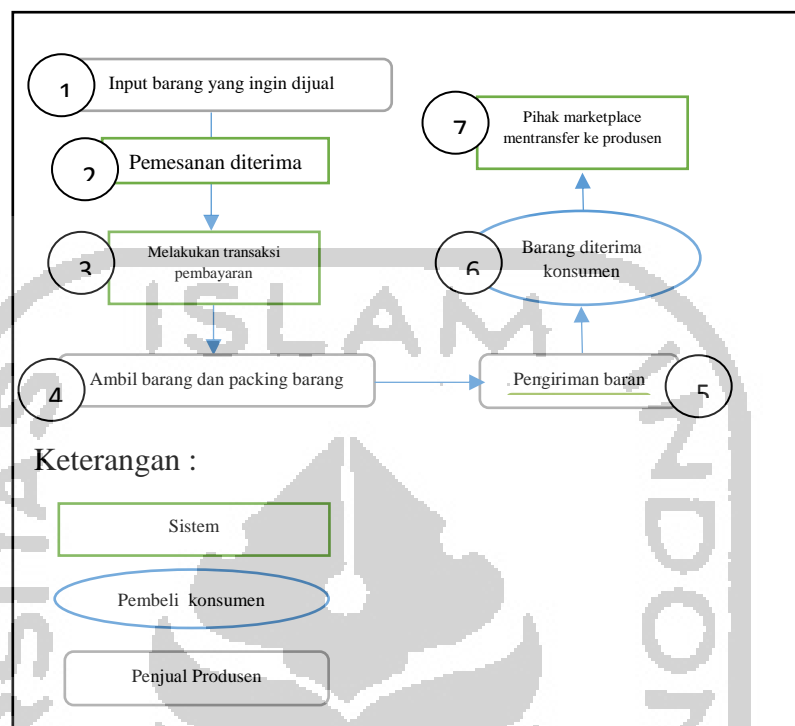 1
Input barang yang ingin dijual
2
Pemesanan diterima
3
Melakukan transaksi
pembayaran
4
Ambil barang dan packing barang
5
Pengiriman baran
6
Barang diterima
konsumen
7
Pihak marketplace
mentransfer ke produsen
Keterangan :
Sistem
Pembeli konsumen
Penjual Produsen
ISLAM
INDON